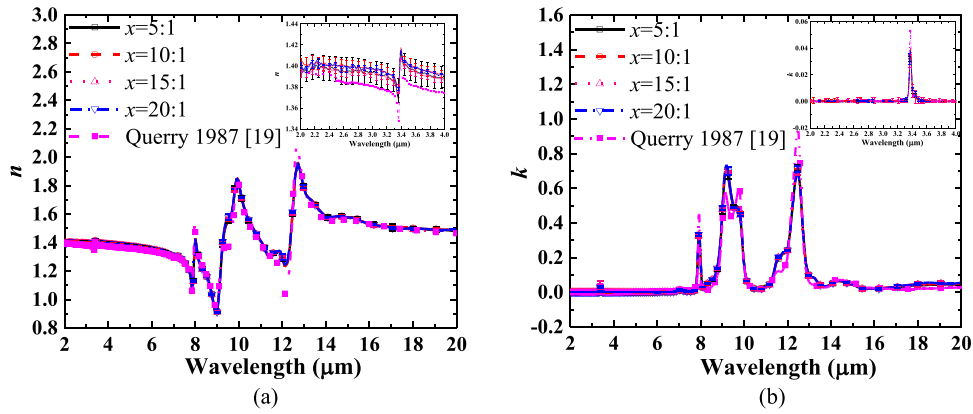 (a)
3.0
2.8
2.6
2.4
2.2
2.0
1.8
1.6
1.4
1.2
1.0
0.8
n
x=5:1
x=10:1
x=15:1
x=20:1
Querry 1987 [19]
1.42
1.40
1.38
1.36
1.34
n
2.0 2.2 2.4 2.6 2.8 3.0 3.2 3.4 3.6 3.8 4.0
Wavelength (μm)
2 4 6 8 10 12 14 16 18 20
Wavelength (μm)
(a)
(b)
1.6
1.4
1.2
1.0
0.8
0.6
0.4
0.2
0.0
-0.2
k
x=5:1
x=10:1
x=15:1
x=20:1
Querry 1987 [19]
0.06
0.04
0.02
0.00
-0.02
k
2.0 2.2 2.4 2.6 2.8 3.0 3.2 3.4 3.6 3.8 4.0
Wavelength (μm)
2 4 6 8 10 12 14 16 18 20
Wavelength (μm)
(b)